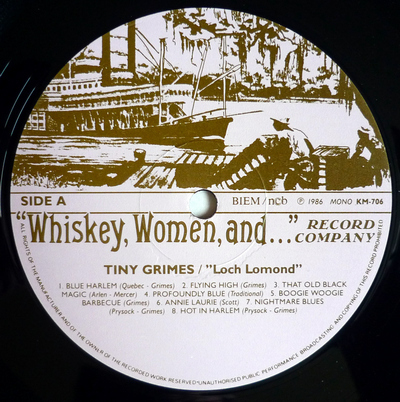 SIDE A
BIEM/ncb ℗ 1986 MONO KM-706
"Whiskey, Women, and..." RECORD COMPANY
TINY GRIMES / "Loch Lomond"
1. BLUE HARLEM (Quebec - Grimes) 2. FLYING HIGH (Grimes) 3. THAT OLD BLACK
MAGIC (Arlen - Mercer) 4. PROFOUNDLY BLUE (Traditional) 5. BOOGIE WOOGIE
BARBECUE (Grimes) 6. ANNIE LAURIE (Scott) 7. NIGHTMARE BLUES
(Prysock - Grimes) 8. HOT IN HARLEM (Prysock - Grimes)
ALL RIGHTS OF THE MANUFACTURER AND OF THE OWNER OF THE RECORDED WORK RESERVED *UNAUTHORISED PUBLIC PERFORMANCE BROADCASTING AND COPYING OF THIS RECORD PROHIBITED